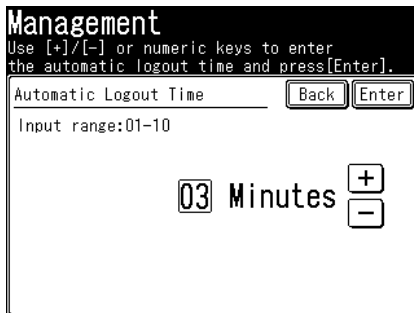 Management
Use [+]/[-] or numeric keys to enter
the automatic logout time and press[Enter].
Automatic Logout Time Back Enter
Input range:01-10
03 Minutes + -